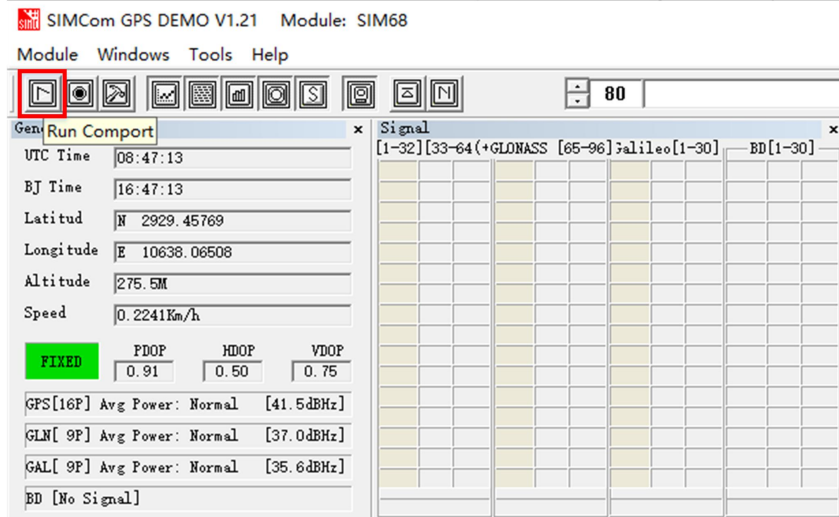 SIMCom GPS DEMO V1.21 Module: SIM68
Module Windows Tools Help
80
Run Comport
Signal
[1-32][33-64(+GLONASS [65-96] Galileo[1-30] BD[1-30]
UTC Time 08:47:13
BJ Time 16:47:13
Latitud N 2929.45769
Longitude E 10638.06508
Altitude 275.5M
Speed 0.2241Km/h
FIXED
PDOP HDOP VDOP
0.91 0.50 0.75
GPS[16P] Avg Power: Normal [41.5dBHz]
GLN[ 9P] Avg Power: Normal [37.0dBHz]
GAL[ 9P] Avg Power: Normal [35.6dBHz]
BD [No Signal]